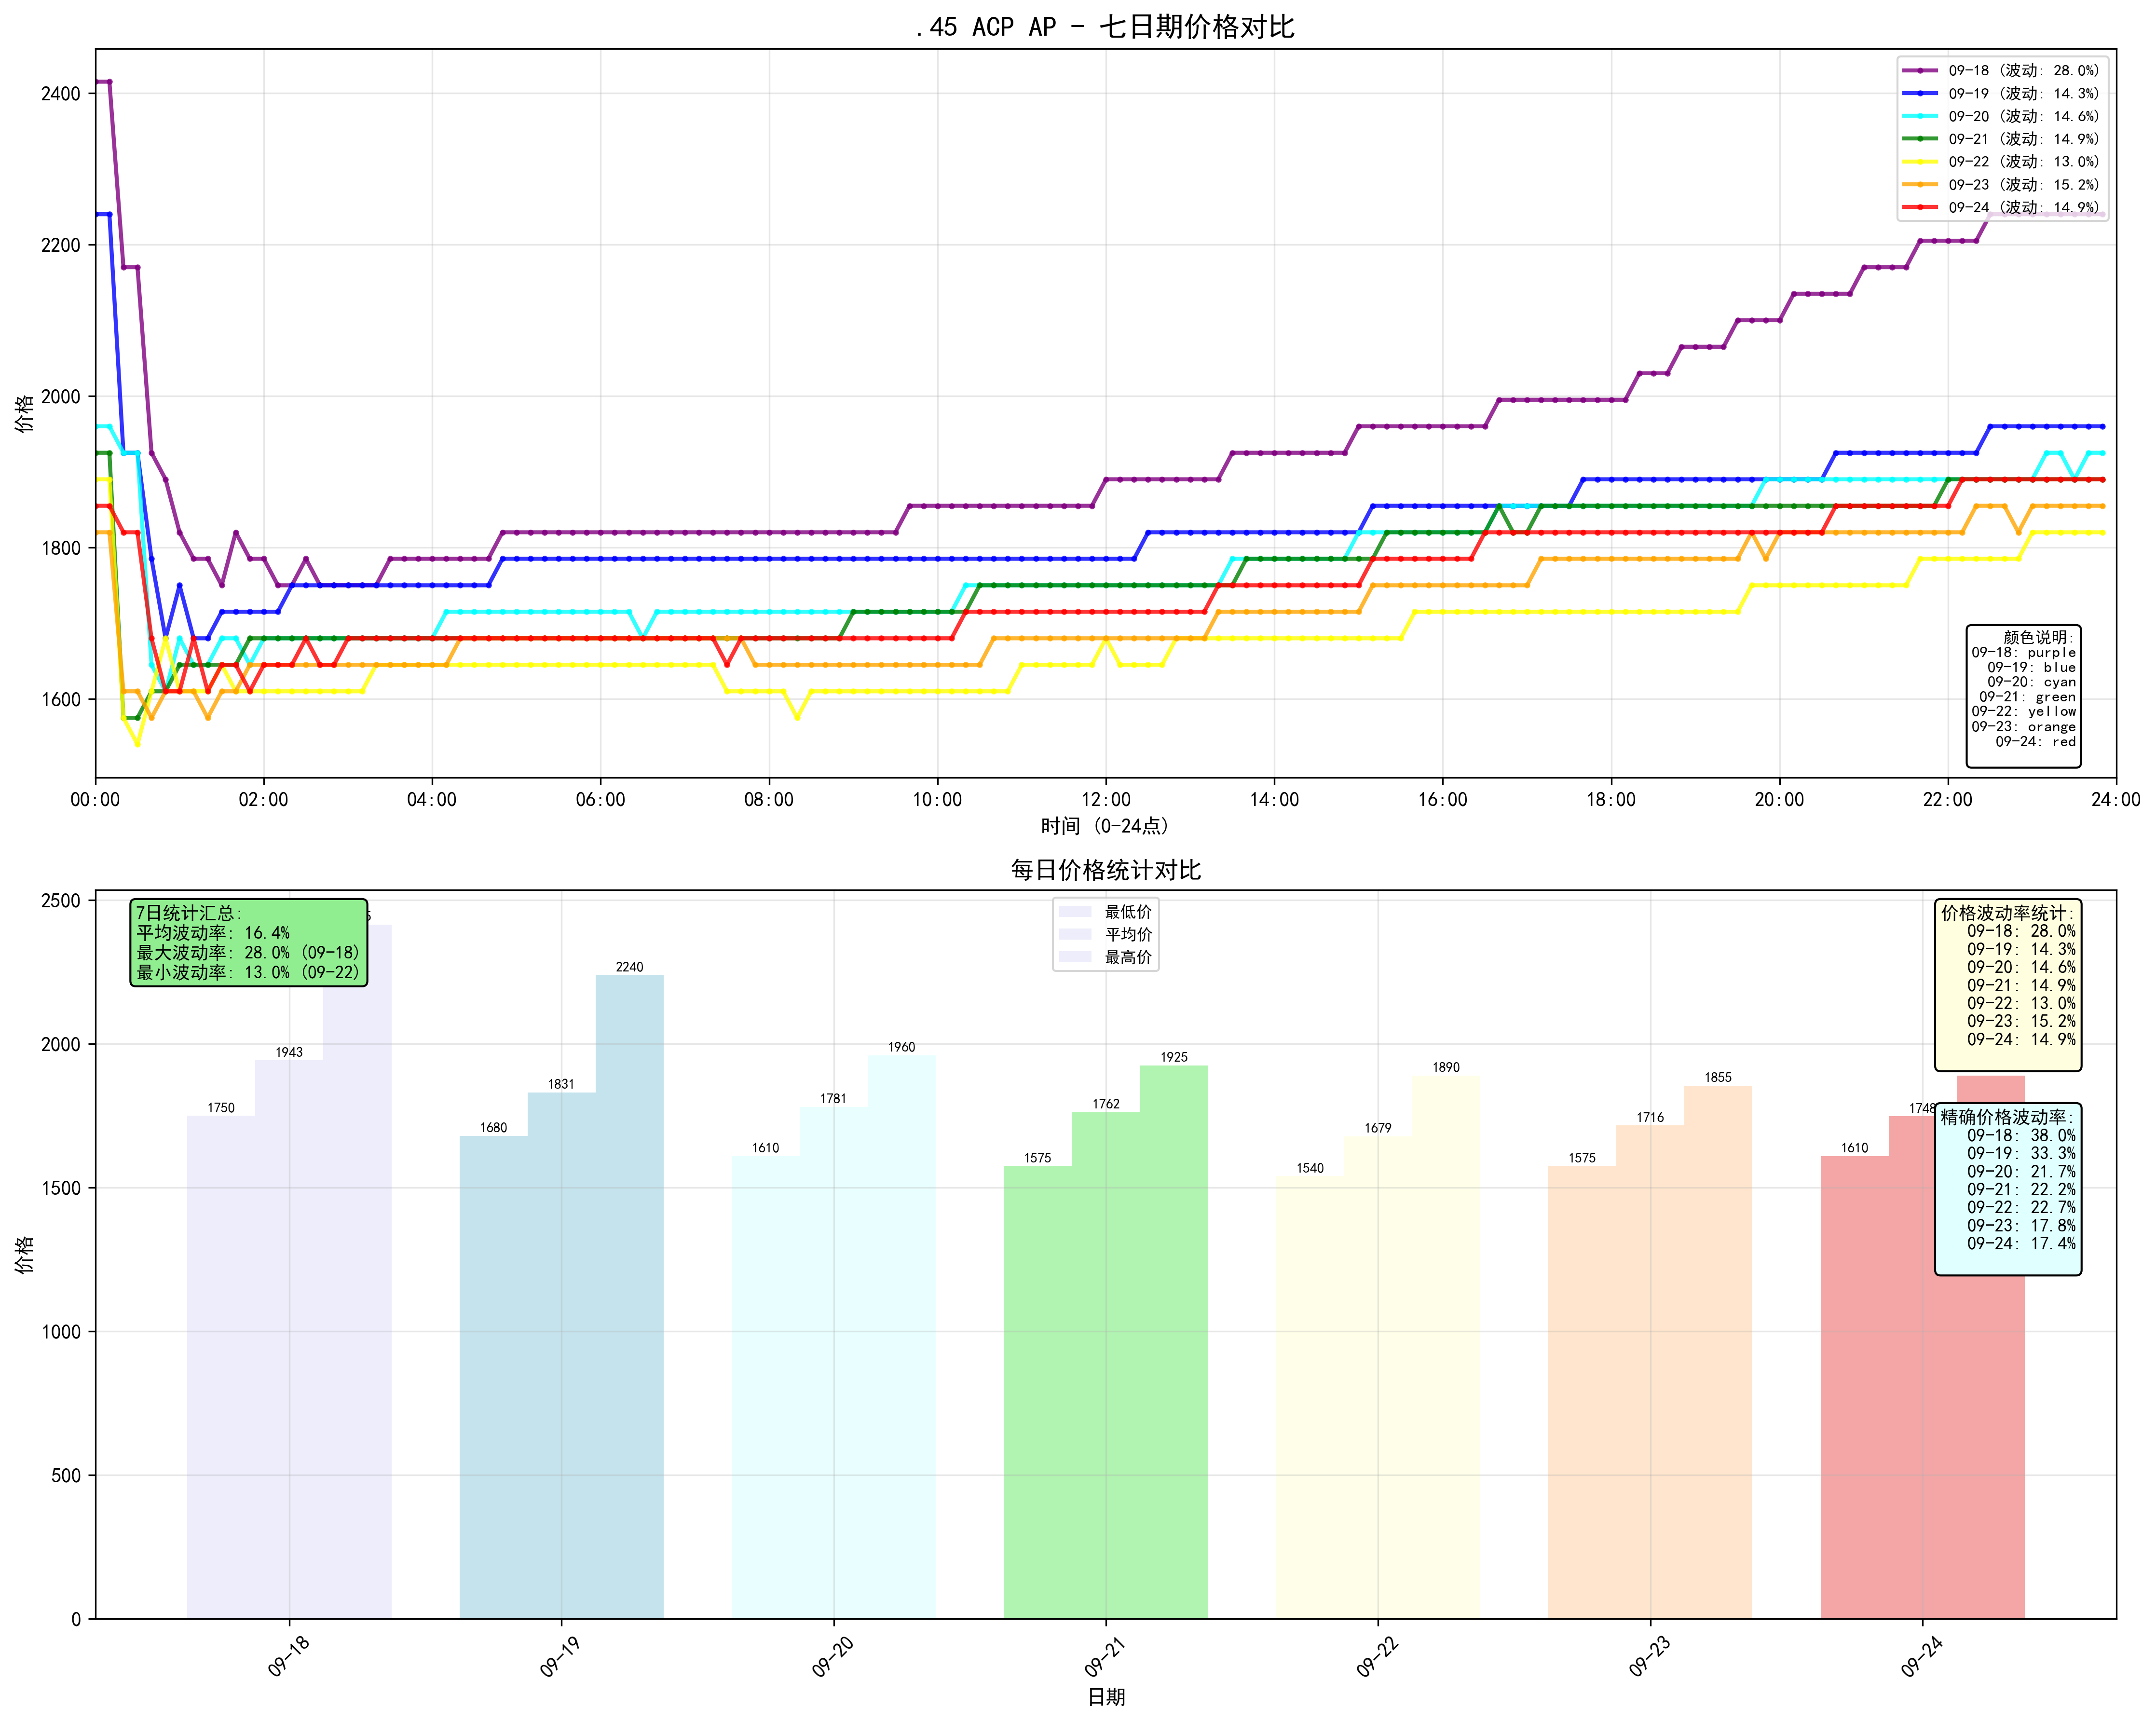 .45 ACP AP - 七日期价格对比
价格
2400
2200
2000
1800
1600
09-18 (波动: 28.0%)
09-19 (波动: 14.3%)
09-20 (波动: 14.6%)
09-21 (波动: 14.9%)
09-22 (波动: 13.0%)
09-23 (波动: 15.2%)
09-24 (波动: 14.9%)
颜色说明:
09-18: purple
09-19: blue
09-20: cyan
09-21: green
09-22: yellow
09-23: orange
09-24: red
00:00 02:00 04:00 06:00 08:00 10:00 12:00 14:00 16:00 18:00 20:00 22:00 24:00
时间 (0-24点)
每日价格统计对比
价格
2500
2000
1500
1000
500
0
7日统计汇总:
平均波动率: 16.4%
最大波动率: 28.0% (09-18)
最小波动率: 13.0% (09-22)
最低价
平均价
最高价
价格波动率统计:
09-18: 28.0%
09-19: 14.3%
09-20: 14.6%
09-21: 14.9%
09-22: 13.0%
09-23: 15.2%
09-24: 14.9%
精确价格波动率:
09-18: 38.0%
09-19: 33.3%
09-20: 21.7%
09-21: 22.2%
09-22: 22.7%
09-23: 17.8%
09-24: 17.4%
1750 1943
1680 1831 2240
1610 1781 1960
1575 1762 1925
1540 1679 1890
1575 1716 1855
1610 1748
09-18 09-19 09-20 09-21 09-22 09-23 09-24
日期